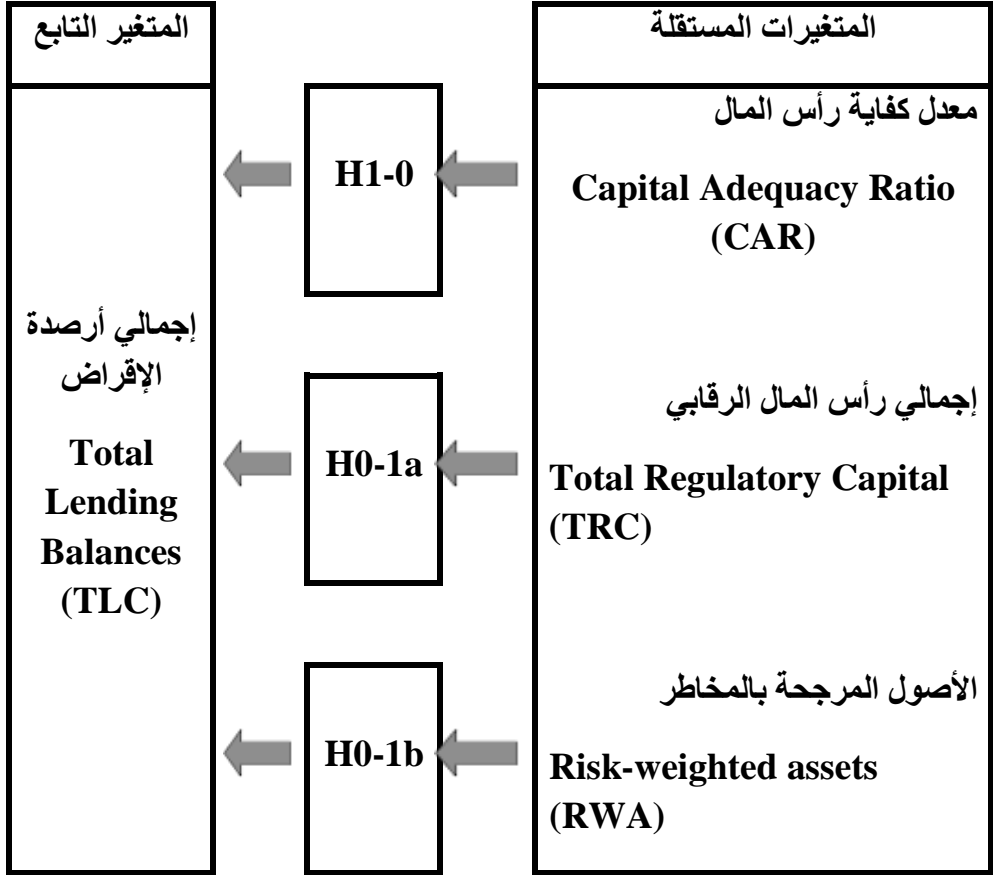 المتغيرات المستقلة
المتغير التابع
معدل كفاية رأس المال
Capital Adequacy Ratio
(CAR)
H1-0
إجمالي رأس المال الرقابي
Total Regulatory Capital
(TRC)
H0-1a
الأصول المرجحة بالمخاطر
Risk-weighted assets
(RWA)
H0-1b
إجمالي أرصدة
الإقراض
Total
Lending
Balances
(TLC)